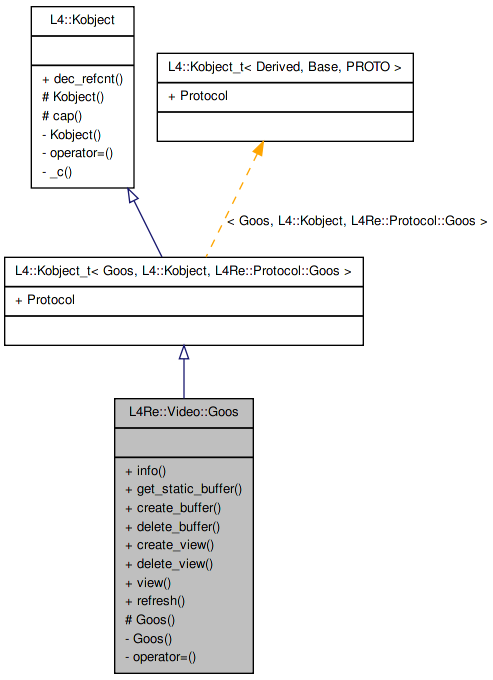 L4::Kobject
+ dec_refcnt()
# Kobject()
# cap()
- Kobject()
- operator=()
- _c()
L4::Kobject_t< Derived, Base, PROTO >
+ Protocol
< Goos, L4::Kobject, L4Re::Protocol::Goos >
L4::Kobject_t< Goos, L4::Kobject, L4Re::Protocol::Goos >
+ Protocol
L4Re::Video::Goos
+ info()
+ get_static_buffer()
+ create_buffer()
+ delete_buffer()
+ create_view()
+ delete_view()
+ view()
+ refresh()
# Goos()
- Goos()
- operator=()